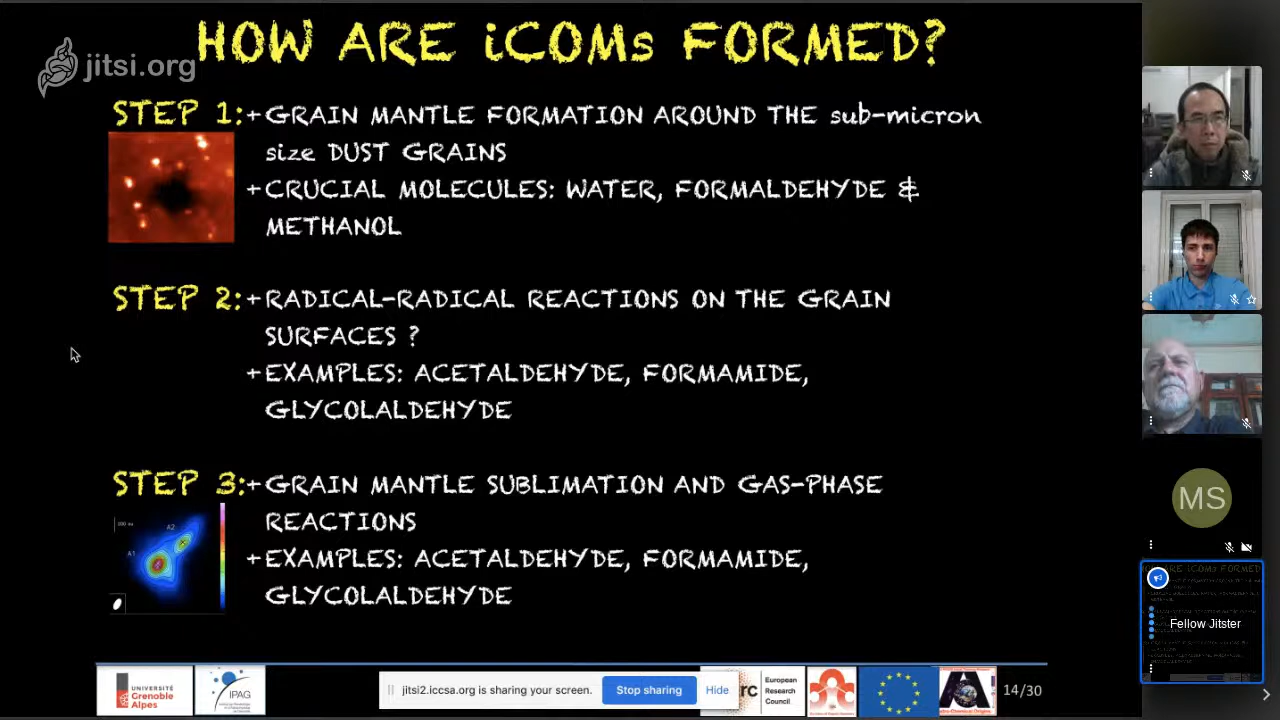 HOW ARE iCOMs FORMED?
jitsi.org
STEP 1: + GRAIN MANTLE FORMATION AROUND THE sub-micron
size DUST GRAINS
+ CRUCIAL MOLECULES: WATER, FORMALDEHYDE &
METHANOL
STEP 2: + RADICAL-RADICAL REACTIONS ON THE GRAIN
SURFACES ?
+ EXAMPLES: ACETALDEHYDE, FORMAMIDE,
GLYCOLALDEHYDE
STEP 3: + GRAIN MANTLE SUBLIMATION AND GAS-PHASE
REACTIONS
+ EXAMPLES: ACETALDEHYDE, FORMAMIDE,
GLYCOLALDEHYDE
A2
A1
MS
Fellow Jitster
UNIVERSITÉ
Grenoble
Alpes
IPAG
jitsi2.iccsa.org is sharing your screen.
Stop sharing
Hide
rc
European
Research
Council
14/30